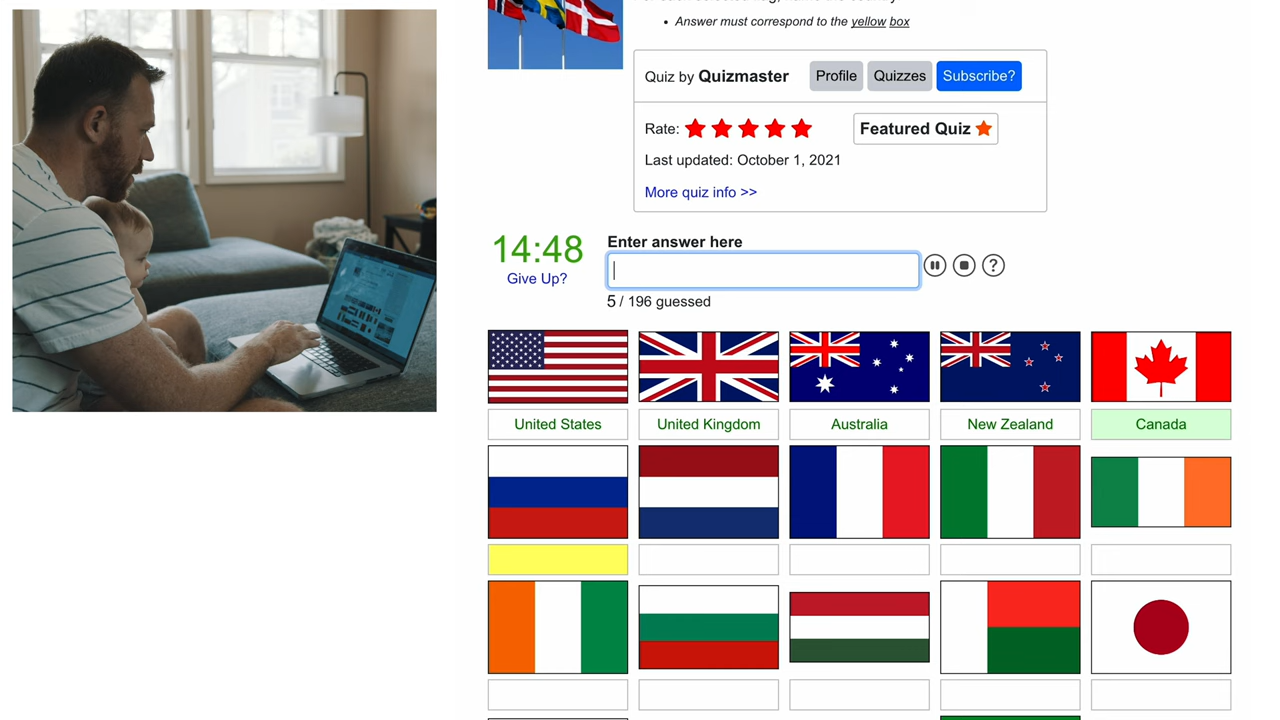 • Answer must correspond to the yellow box
Quiz by Quizmaster Profile Quizzes Subscribe?
Rate: Featured Quiz
Last updated: October 1, 2021
More quiz info >>
14:48
Give Up?
Enter answer here
?
5 / 196 guessed
United States United Kingdom Australia New Zealand Canada